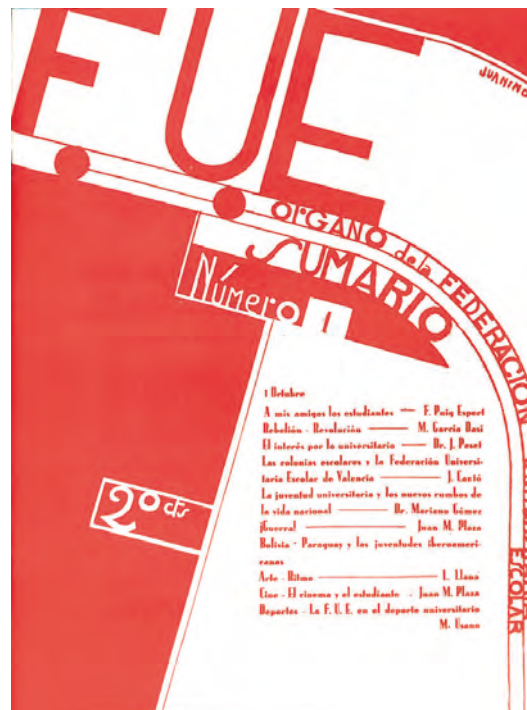 FUE
JUANINO
ORGANO de la FEDERACION
ESCOLAR
SUMARIO
Número 1
20 cts
1 Octubre
A mis amigos los estudiantes — F. Puig Espert
Rebelión - Revolución — M. García Dasi
El interés por la universitario — Dr. J. Peset
Las colonias escolares y la Federación Universi-
taria Escolar de Valencia — J. Cantó
La juventud universitaria y los nuevos rumbos de
la vida nacional — Dr. Mariano Gómez
¡Guerra! — Juan M. Plaza
Bolivia - Paraguay y las juventudes iberoameri-
canas
Arte - Ritmo — L. Llaná
Cine - El cinema y el estudiante - Juan M. Plaza
Deportes - La F. U. E. en el deporte universitario
M. Usano